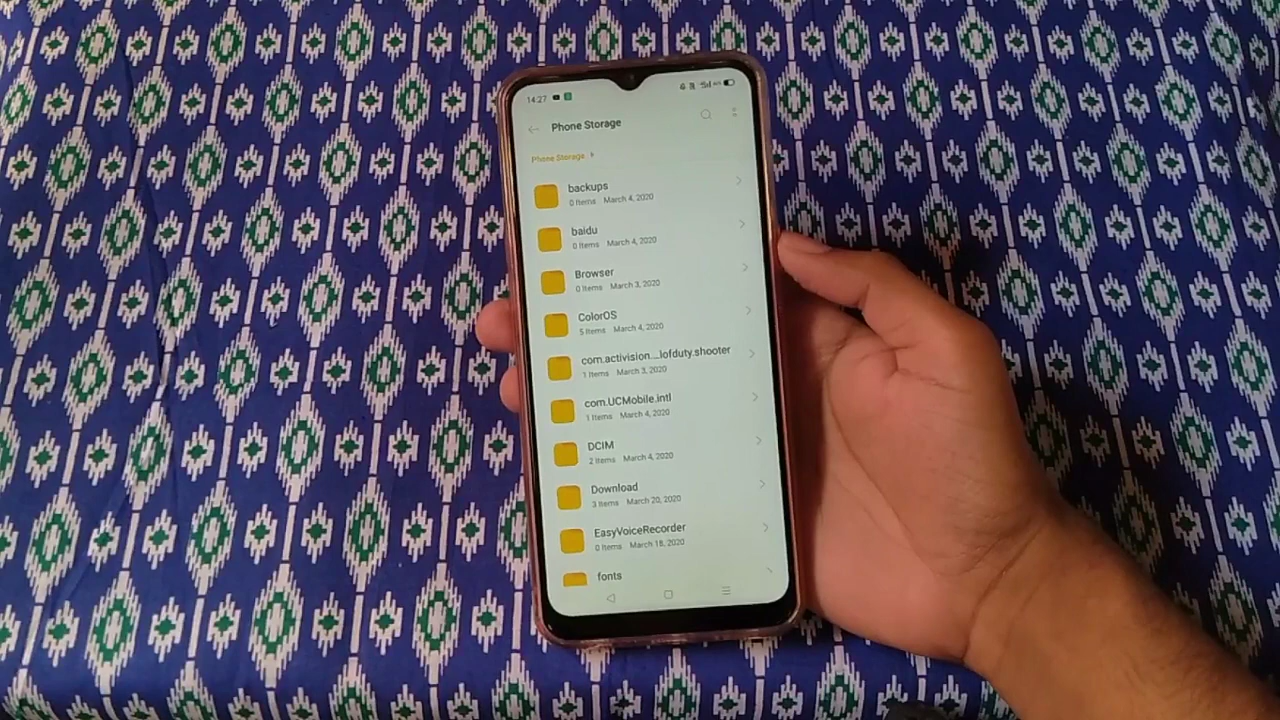 14:27
Phone Storage
Phone Storage
backups
0 Items March 4, 2020
baidu
0 Items March 4, 2020
Browser
0 Items March 3, 2020
ColorOS
5 Items March 4, 2020
com.activision...lofduty.shooter
1 Items March 3, 2020
com.UCMobile.intl
1 Items March 4, 2020
DCIM
2 Items March 4, 2020
Download
3 Items March 20, 2020
EasyVoiceRecorder
0 Items March 18, 2020
fonts